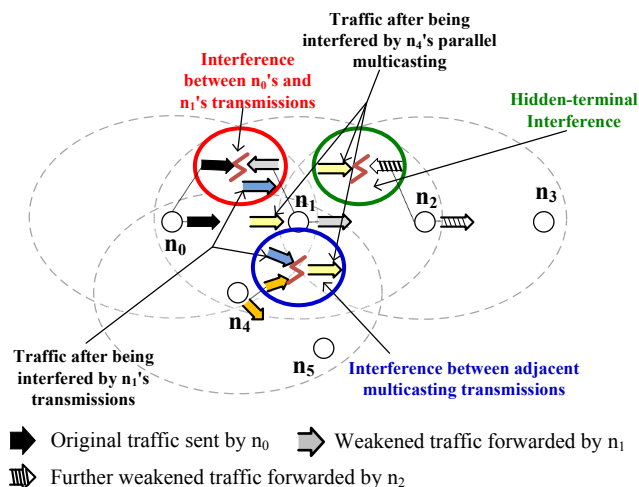 Traffic after being
interfered by n4's parallel
multicasting
Interference
between n0's and
n1's transmissions
Hidden-terminal
Interference
n0
n1
n2
n3
n4
n5
Traffic after being
interfered by n1's
transmissions
Interference between adjacent
multicasting transmissions
Original traffic sent by n0
Weakened traffic forwarded by n1
Further weakened traffic forwarded by n2